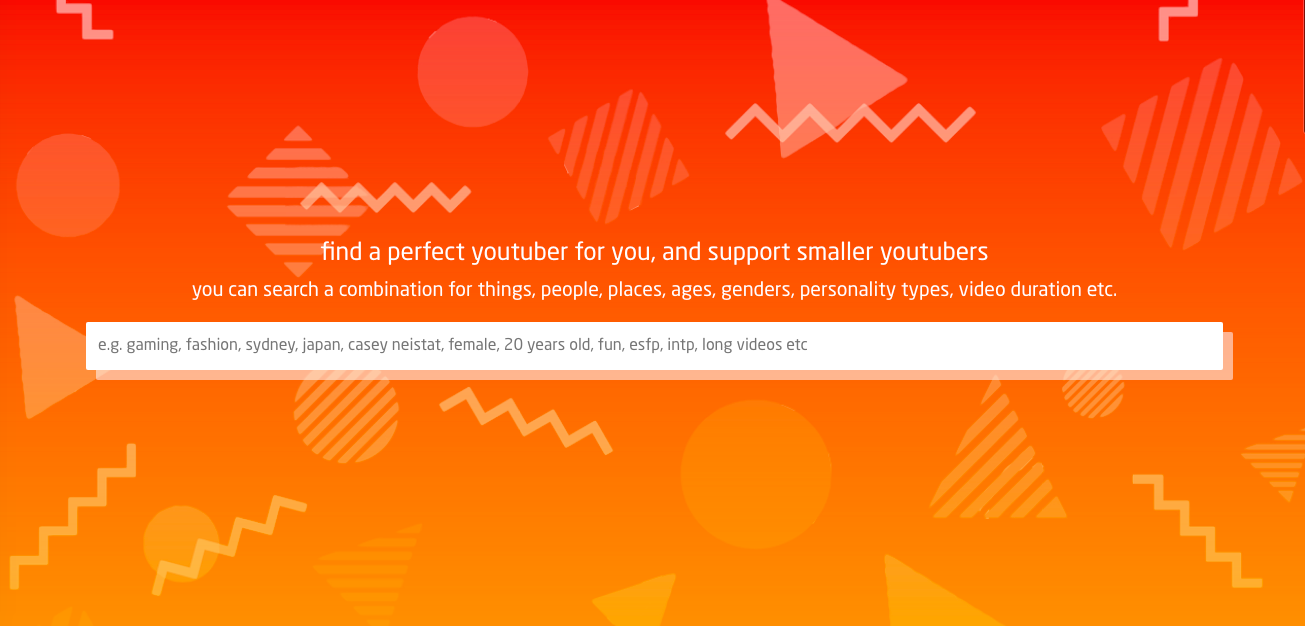 find a perfect youtuber for you, and support smaller youtubers
you can search a combination for things, people, places, ages, genders, personality types, video duration etc.
e.g. gaming, fashion, sydney, japan, casey neistat, female, 20 years old, fun, esfp, intp, long videos etc